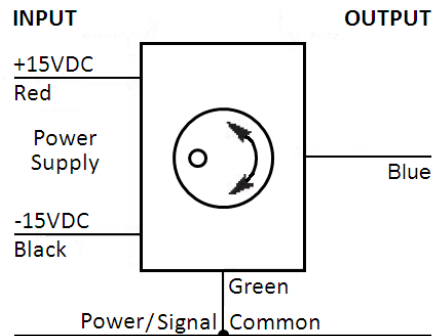 INPUT
OUTPUT
+15VDC
Red
Power
Supply
Blue
-15VDC
Black
Green
Power/Signal Common